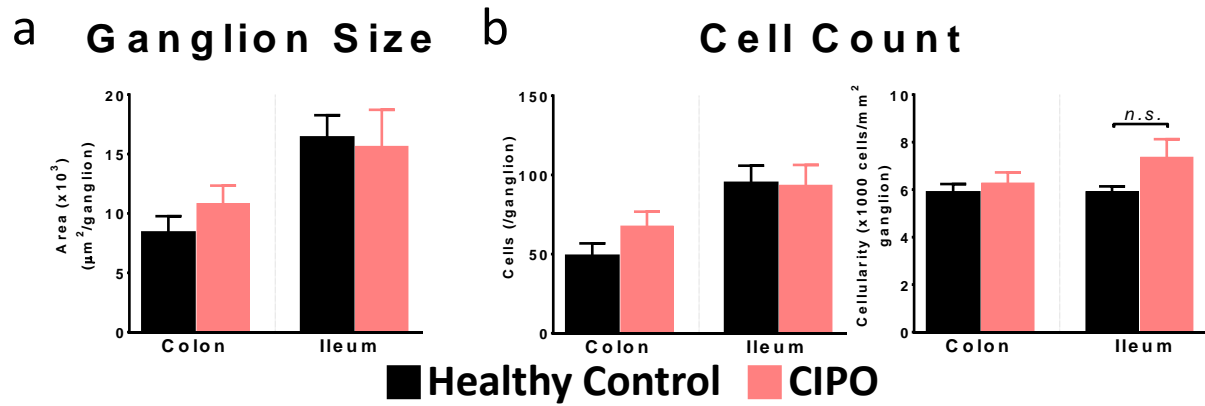 a Ganglion Size b Cell Count
Area (x10³)
(µm²/ganglion)
20
15
10
5
0
Colon Ileum
Cells (/ganglion)
150
100
50
0
Colon Ileum
Cellularity (x1000 cells/mm²
ganglion)
10
8
6
4
2
0
n.s.
Colon Ileum
Healthy Control CIPO